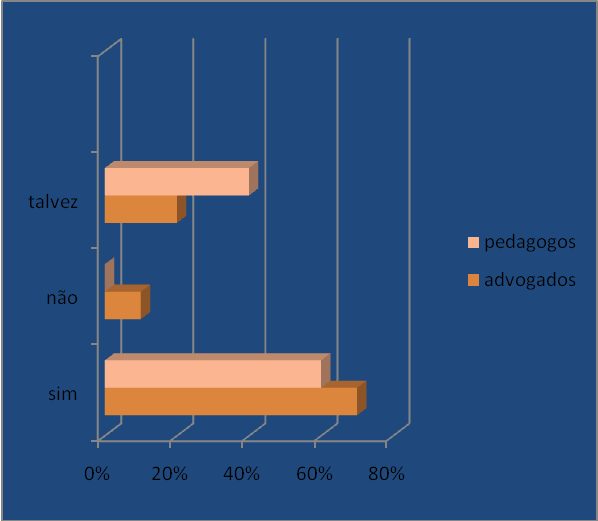 talvez
não
sim
0% 20% 40% 60% 80%
pedagogos
advogados